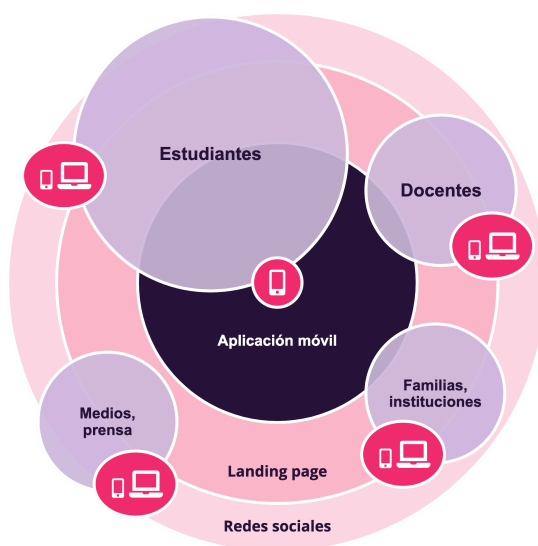 Estudiantes
Docentes
Aplicación móvil
Familias,
instituciones
Medios,
prensa
Landing page
Redes sociales